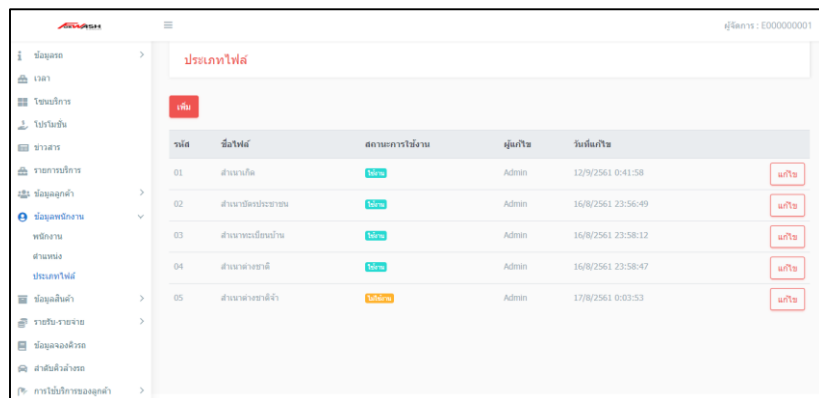 ผู้จัดการ : E000000001
ข้อมูลรถ
เวลา
โซนบริการ
โปรโมชั่น
ข่าวสาร
รายการบริการ
ข้อมูลลูกค้า
ข้อมูลพนักงาน
พนักงาน
ตำแหน่ง
ประเภทไฟล์
ข้อมูลสินค้า
รายรับ-รายจ่าย
ข้อมูลจองคิวรถ
ลำดับคิวล้างรถ
การใช้บริการของลูกค้า
ประเภทไฟล์
เพิ่ม
รหัส ชื่อไฟล์ สถานะการใช้งาน ผู้แก้ไข วันที่แก้ไข
01 สำเนาเกิด ใช้งาน Admin 12/9/2561 0:41:58 แก้ไข
02 สำเนาบัตรประชาชน ใช้งาน Admin 16/8/2561 23:56:49 แก้ไข
03 สำเนาทะเบียนบ้าน ใช้งาน Admin 16/8/2561 23:58:12 แก้ไข
04 สำเนาต่างชาติ ใช้งาน Admin 16/8/2561 23:58:47 แก้ไข
05 สำเนาต่างชาติจ้า ไม่ใช้งาน Admin 17/8/2561 0:03:53 แก้ไข